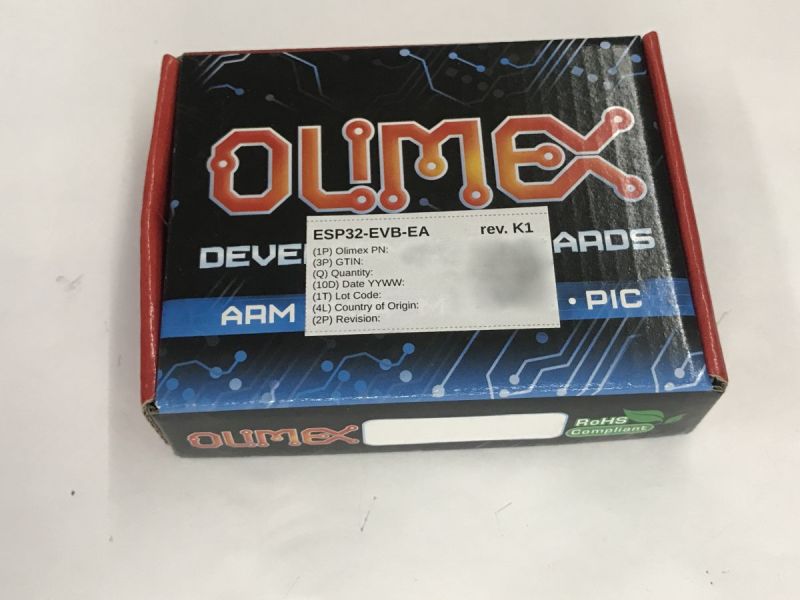 OLIMEX
ESP32-EVB-EA rev. K1
(1P) Olimex PN:
(3P) GTIN:
(Q) Quantity:
(10D) Date YYWW:
(1T) Lot Code:
(4L) Country of Origin:
(2P) Revision:
DEVE ARDS
ARM • PIC
OLIMEX
RoHS
Compliant